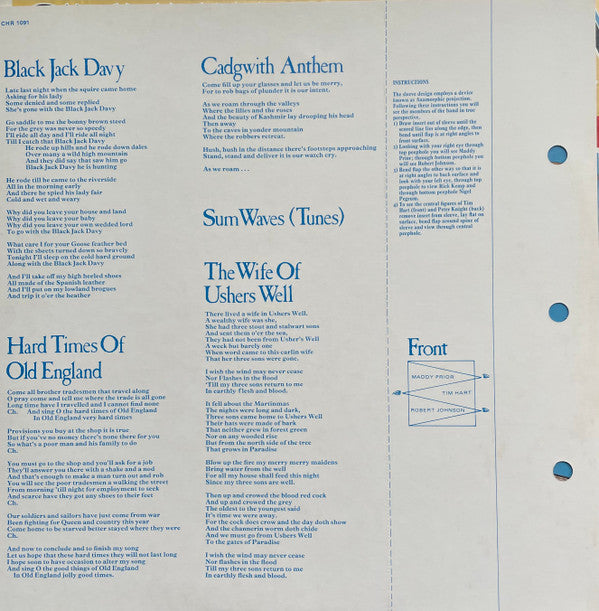 CHR 1091
Black Jack Davy
Late last night when the squire came home
Asking for his lady
Some denied and some replied
She's gone with the Black Jack Davy
Go saddle to me the bonny brown steed
For the grey was never so speedy
I'll ride all day and I'll ride all night
Till I catch that Black Jack Davy
He rode up hills and he rode down dales
Over many a wild high mountain
And they did say that saw him go
Black Jack Davy he is hunting
He rode till he came to the riverside
All in the morning early
And there he spied his lady fair
Cold and wet and weary
Why did you leave your house and land
Why did you leave your baby
Why did you leave your own wedded lord
To go with the Black Jack Davy
What care I for your Goose feather bed
With the sheets turned down so bravely
Tonight I'll sleep on the cold hard ground
Along with the Black Jack Davy
And I'll take off my high heeled shoes
All made of the Spanish leather
And I'll put on my lowland brogues
And trip it o'er the heather
Hard Times Of
Old England
Come all brother tradesmen that travel along
O pray come and tell me where the trade is all gone
Long time have I travelled and I cannot find none
Ch. And sing O the hard times of Old England
In Old England very hard times
Provisions you buy at the shop it is true
But if you've no money there's none there for you
So what's a poor man and his family to do
Ch.
You must go to the shop and you'll ask for a job
They'll answer you there with a shake and a nod
And that's enough to make a man turn out and rob
You will see the poor tradesmen a walking the street
From morning 'till night for employment to seek
And scarce have they got any shoes to their feet
Ch.
Our soldiers and sailors have just come from war
Been fighting for Queen and country this year
Come home to be starved better stayed where they were
Ch.
And now to conclude and to finish my song
Let us hope that these hard times they will not last long
I hope soon to have occasion to alter my song
And sing O the good things of Old England
In Old England jolly good times.
Cadgwith Anthem
Come fill up your glasses and let us be merry,
For to rob bags of plunder it is our intent.
As we roam through the valleys
Where the lilies and the roses
And the beauty of Kashmir lay drooping his head
Then away
To the caves in yonder mountain
Where the robbers retreat.
Hush, hush in the distance there's footsteps approaching
Stand, stand and deliver it is our watch cry.
As we roam . . .
Sum Waves (Tunes)
The Wife Of
Ushers Well
There lived a wife in Ushers Well,
A wealthy wife was she,
She had three stout and stalwart sons
And sent them o'er the sea,
They had not been from Usher's Well
A week but barely one
When word came to this carlin wife
That her three sons were gone.
I wish the wind may never cease
Nor Flashes in the flood
'Till my three sons return to me
In earthly flesh and blood.
It fell about the Martinmas
The nights were long and dark,
Three sons came home to Ushers Well
Their hats were made of bark
That neither grew in forest green
Nor on any wooded rise
But from the north side of the tree
That grows in Paradise
Blow up the fire my merry merry maidens
Bring water from the well
For all my house shall feed this night
Since my three sons are well.
Then up and crowed the blood red cock
And up and crowed the grey
The oldest to the youngest said
It's time we were away.
For the cock does crow and the day doth show
And the channerin worm doth chide
And we must go from Ushers Well
To the gates of Paradise
I wish the wind may never cease
Nor flashes in the flood
Till my three sons return to me
In earthly flesh and blood.
INSTRUCTIONS
The sleeve design employs a device
known as Anamorphic projection.
Following these instructions you will
see the members of the band in true
perspective.
1) Draw insert out of sleeve until the
scored line lies along the edge, then
bend until flap is at right angles to
front surface.
2) Looking with your right eye through
top peephole you will see Maddy
Prior; through bottom peephole you
will see Robert Johnson.
3) Bend flap the other way so that it is
at right angles to back surface and
look with your left eye, through top
peephole to view Rick Kemp and
through bottom peephole Nigel
Pegrum.
4) To see the central figures of Tim
Hart (front) and Peter Knight (back)
remove insert from sleeve, lay flat on
surface, bend flap around spine of
sleeve and view through central
peephole.
Front
MADDY PRIOR
TIM HART
ROBERT JOHNSON